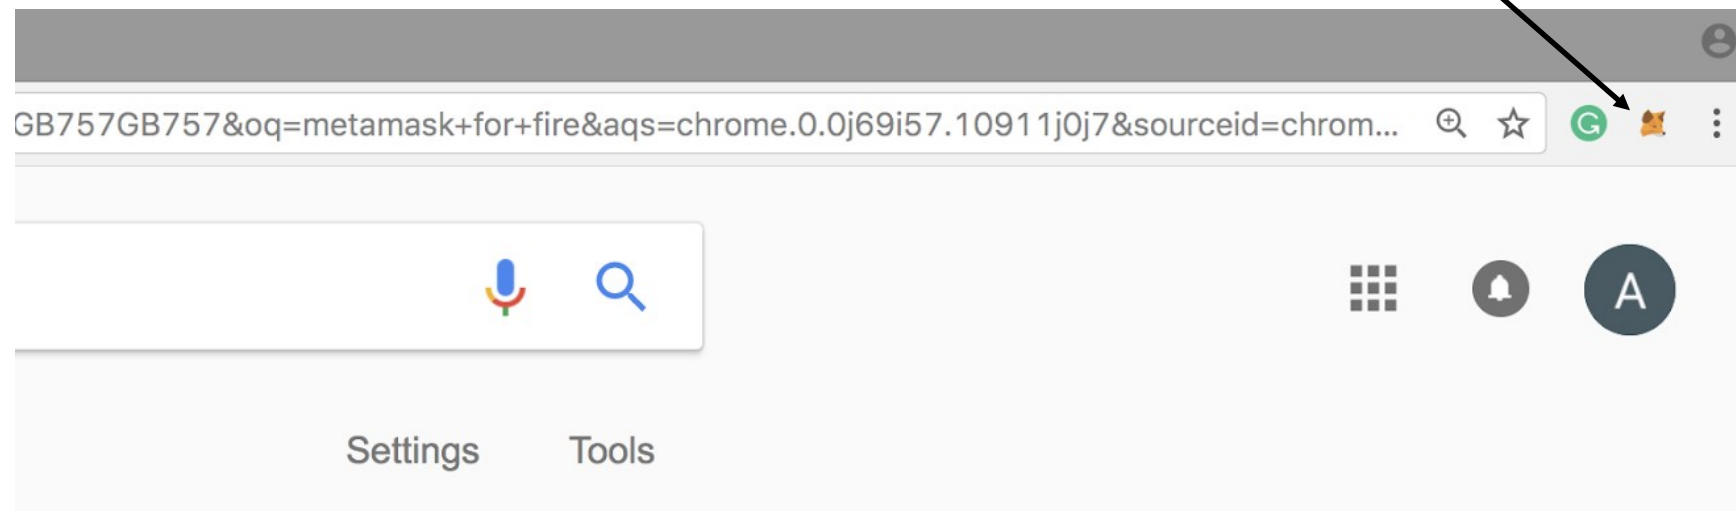 GB757GB757&oq=metamask+for+fire&aqs=chrome.0.0j69i57.10911j0j7&sourceid=chrom...
G
A
Settings Tools